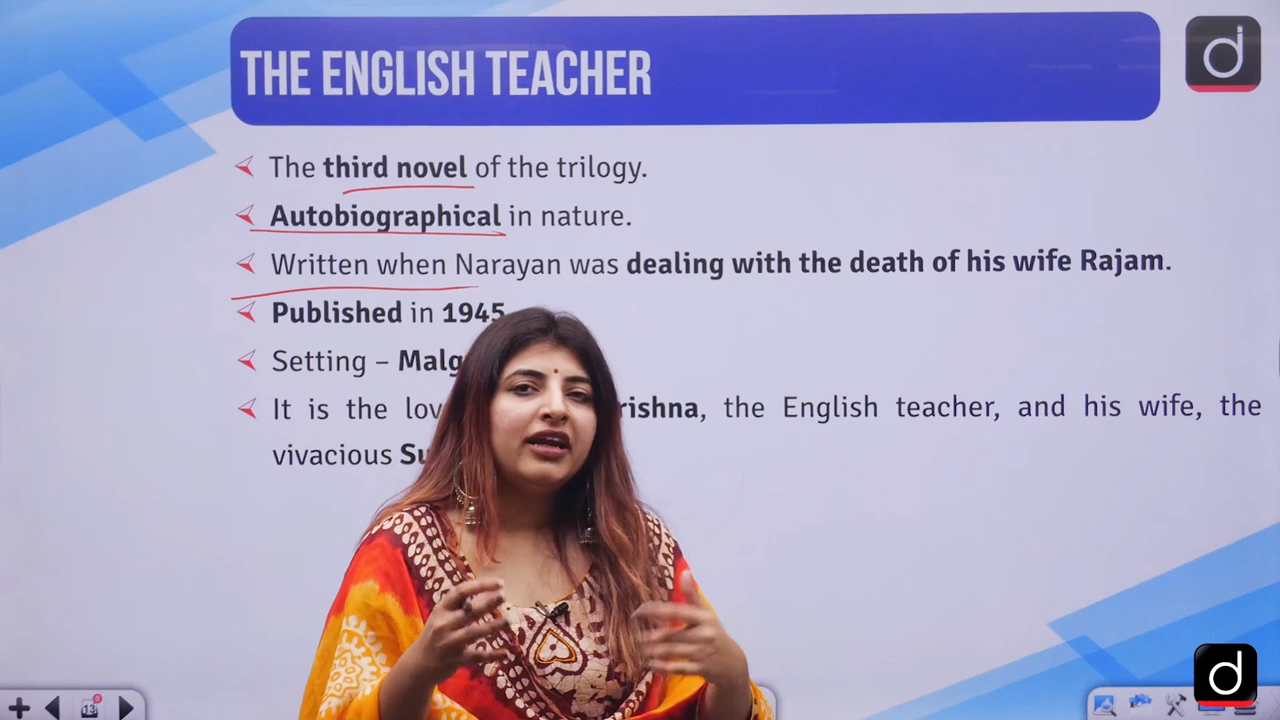 THE ENGLISH TEACHER
The third novel of the trilogy.
Autobiographical in nature.
Written when Narayan was dealing with the death of his wife Rajam.
Published in 1945
Setting –
It is the , the English teacher, and his wife, the
vivacious
d
13
d